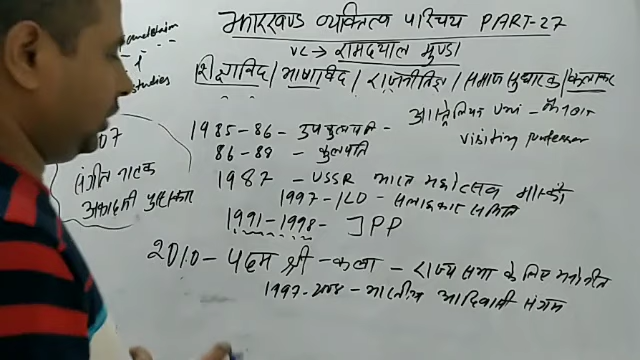 झारखण्ड व्यक्तित्व परिचय PART-27
VC → रामदयाल मुण्डा
शिक्षाविद / भाषाविद / राजनीतिज्ञ / समाज सुधारक / कलाकार
studies
आस्ट्रेलियन Uni -
visiting professor
1985-86 - उपकुलपति -
86-88 - कुलपति
07
संगीत नाटक
अकादमी पुरस्कार
1987 - USSR भारत महोत्सव मास्को
1997 - ILO - सलाहकार समिति
1991-1998 - JPP
2010 - पदम श्री - कला - राज्य सभा के लिए मनोनीत
1997-2008 - भारतीय आदिवासी संगम